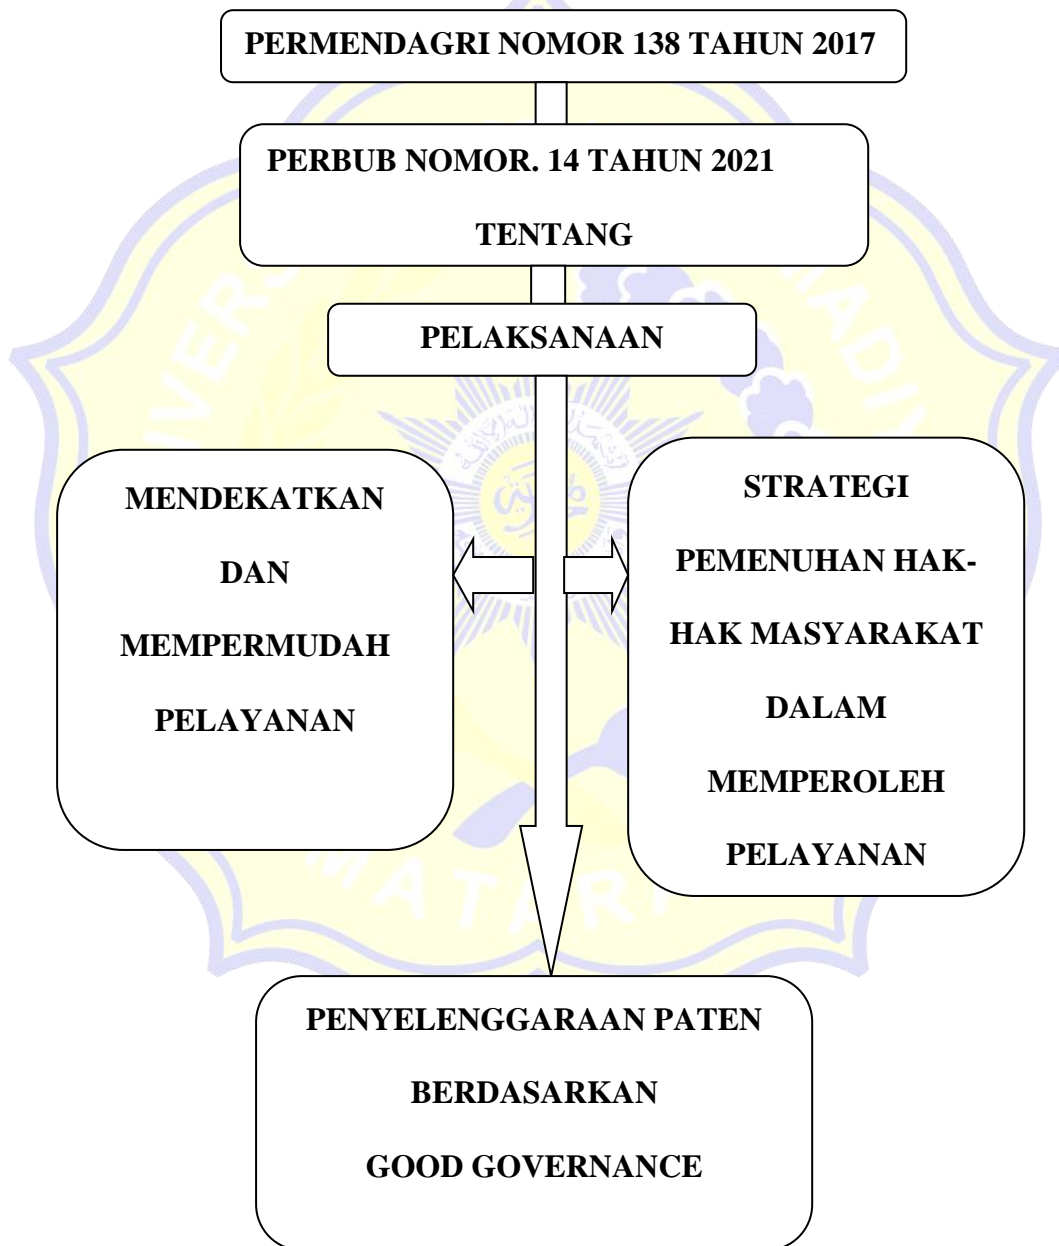 PERMENDAGRI NOMOR 138 TAHUN 2017
PERBUB NOMOR. 14 TAHUN 2021
TENTANG
PELAKSANAAN
MENDEKATKAN
DAN
MEMPERMUDAH
PELAYANAN
STRATEGI
PEMENUHAN HAK-
HAK MASYARAKAT
DALAM
MEMPEROLEH
PELAYANAN
PENYELENGGARAAN PATEN
BERDASARKAN
GOOD GOVERNANCE